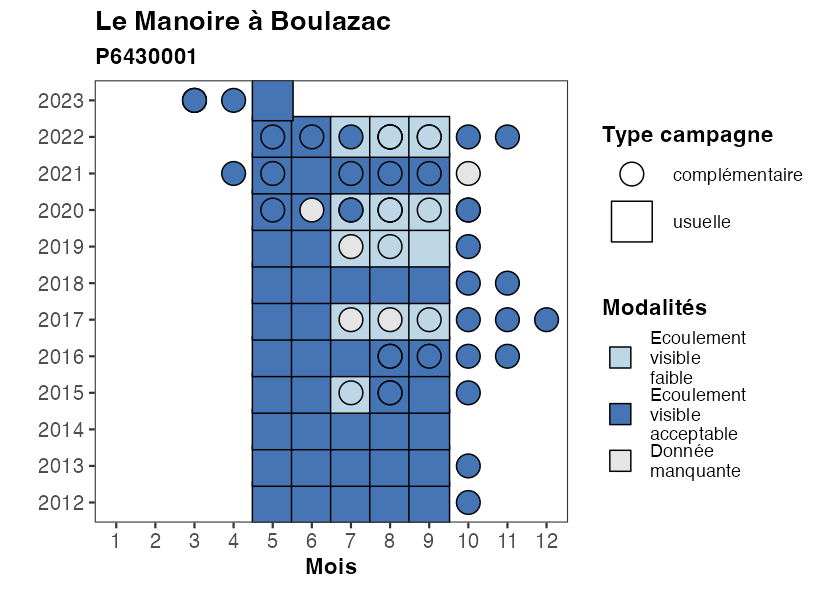 Le Manoire à Boulazac
P6430001
2023
2022
2021
2020
2019
2018
2017
2016
2015
2014
2013
2012
1 2 3 4 5 6 7 8 9 10 11 12
Mois
Type campagne
complémentaire
usuelle
Modalités
Ecoulement
visible
faible
Ecoulement
visible
acceptable
Donnée
manquante